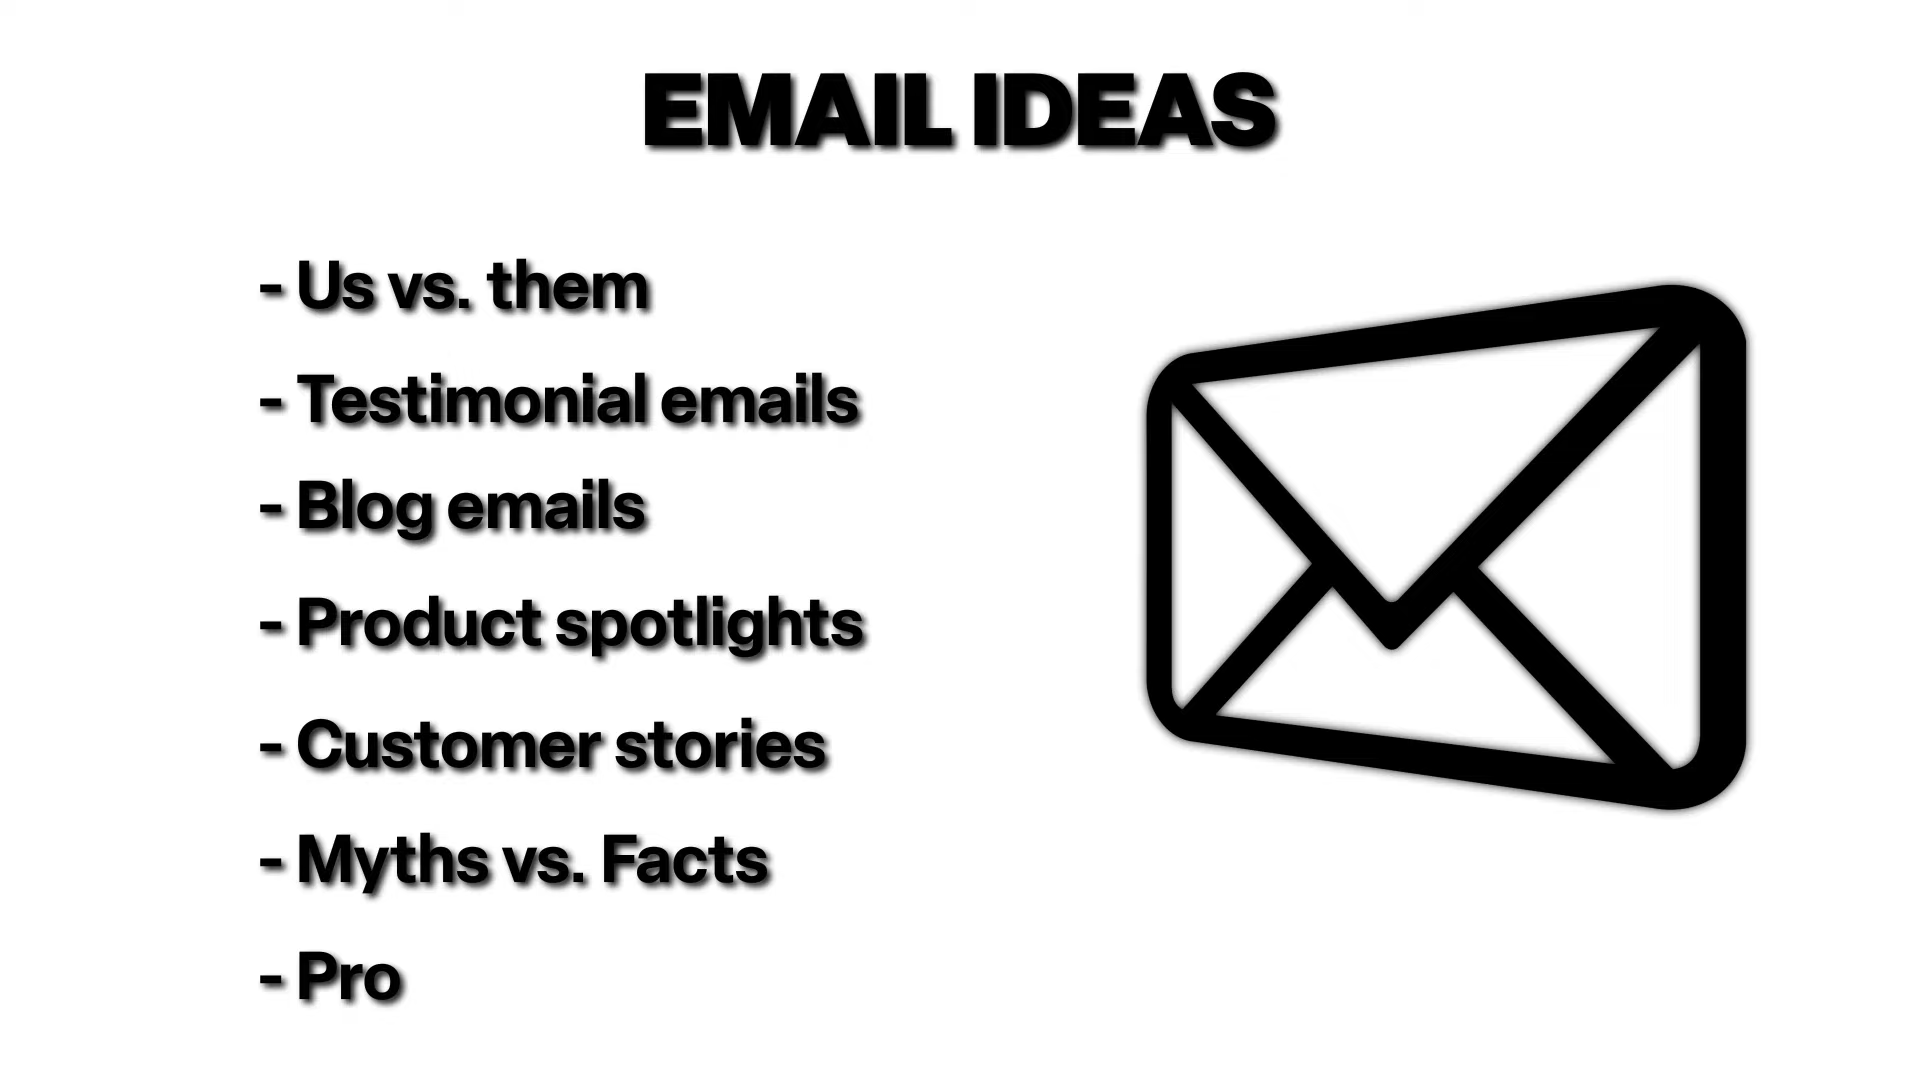 EMAIL IDEAS
- Us vs. them
- Testimonial emails
- Blog emails
- Product spotlights
- Customer stories
- Myths vs. Facts
- Pro